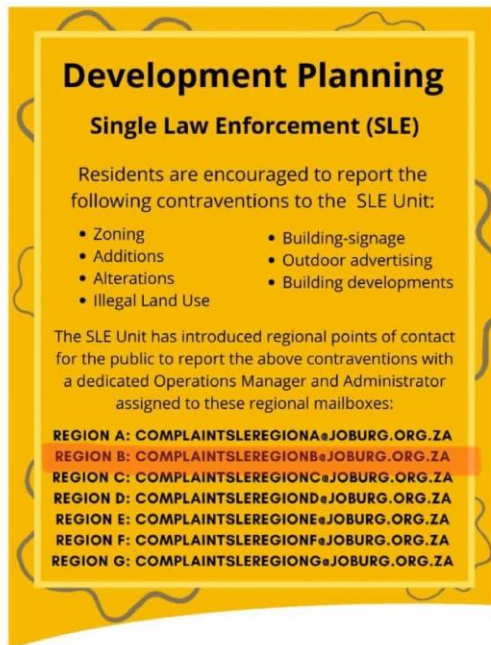 Development Planning
Single Law Enforcement (SLE)
Residents are encouraged to report the
following contraventions to the SLE Unit:
• Zoning
• Additions
• Alterations
• Illegal Land Use
• Building-signage
• Outdoor advertising
• Building developments
The SLE Unit has introduced regional points of contact
for the public to report the above contraventions with
a dedicated Operations Manager and Administrator
assigned to these regional mailboxes:
REGION A: COMPLAINTSLEREGIONA@JOBURG.ORG.ZA
REGION B: COMPLAINTSLEREGIONB@JOBURG.ORG.ZA
REGION C: COMPLAINTSLEREGIONC@JOBURG.ORG.ZA
REGION D: COMPLAINTSLEREGIOND@JOBURG.ORG.ZA
REGION E: COMPLAINTSLEREGIONE@JOBURG.ORG.ZA
REGION F: COMPLAINTSLEREGIONF@JOBURG.ORG.ZA
REGION G: COMPLAINTSLEREGIONG@JOBURG.ORG.ZA